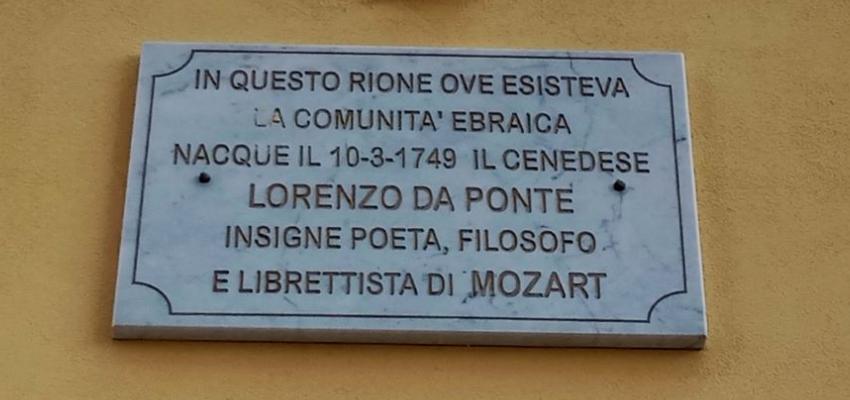 IN QUESTO RIONE OVE ESISTEVA
LA COMUNITA' EBRAICA
NACQUE IL 10-3-1749 IL CENEDESE
LORENZO DA PONTE
INSIGNE POETA, FILOSOFO
E LIBRETTISTA DI MOZART